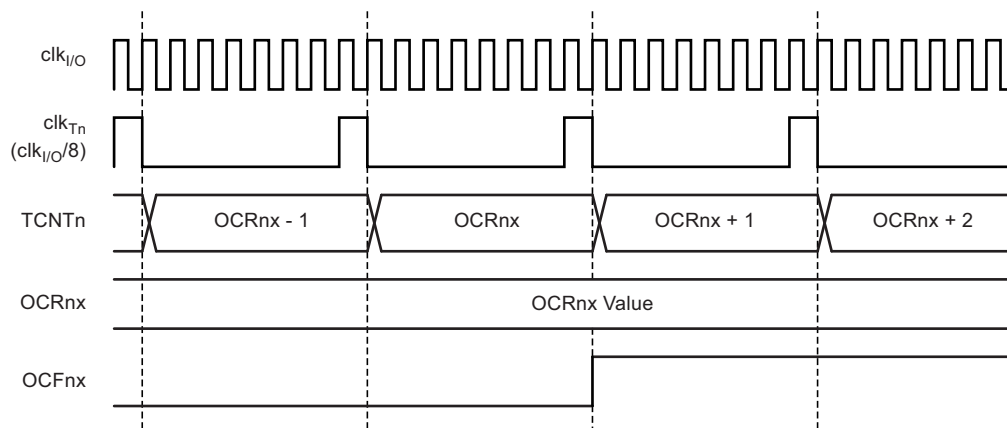 clkI/O
clkTn
(clkI/O/8)
TCNTn
OCRnx - 1
OCRnx
OCRnx + 1
OCRnx + 2
OCRnx
OCRnx Value
OCFnx